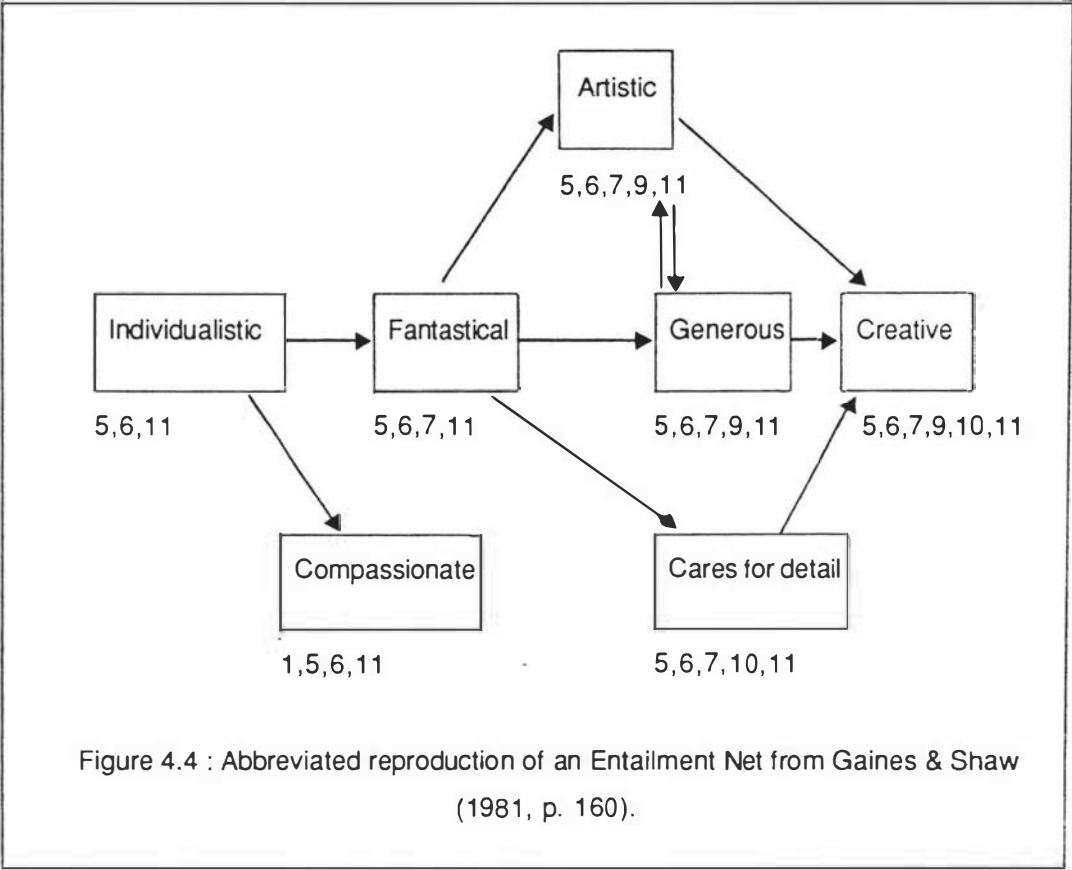 Artistic
5,6,7,9,11
Individualistic
Fantastical
Generous
Creative
5,6,11
5,6,7,11
5,6,7,9,11
5,6,7,9,10,11
Compassionate
Cares for detail
1,5,6,11
5,6,7,10,11
Figure 4.4 : Abbreviated reproduction of an Entailment Net from Gaines & Shaw
(1981, p. 160).